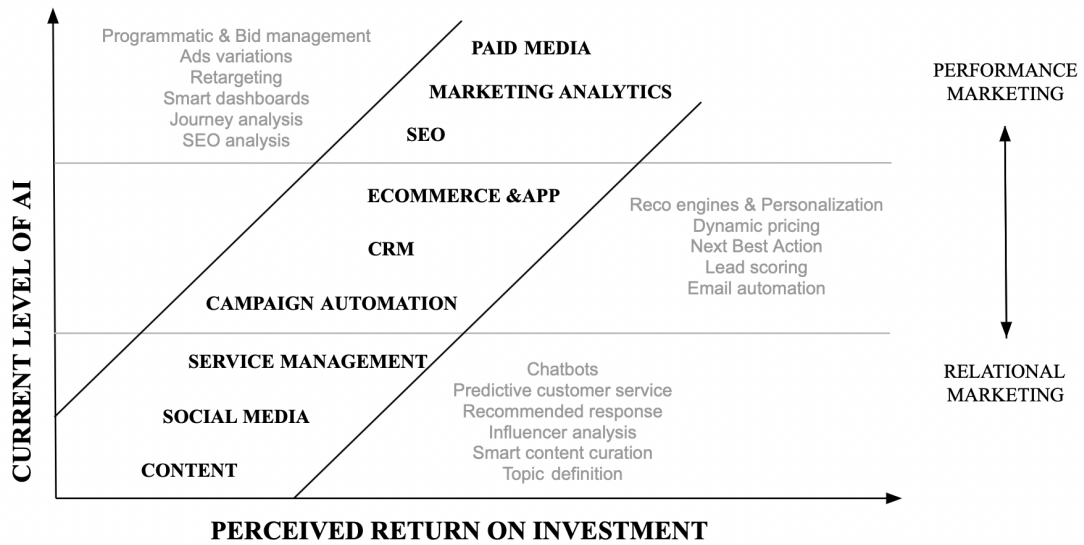 Programmatic & Bid management
Ads variations
Retargeting
Smart dashboards
Journey analysis
SEO analysis
PAID MEDIA
MARKETING ANALYTICS
SEO
PERFORMANCE
MARKETING
ECOMMERCE &APP
CRM
CAMPAIGN AUTOMATION
Reco engines & Personalization
Dynamic pricing
Next Best Action
Lead scoring
Email automation
SERVICE MANAGEMENT
SOCIAL MEDIA
CONTENT
Chatbots
Predictive customer service
Recommended response
Influencer analysis
Smart content curation
Topic definition
RELATIONAL
MARKETING
CURRENT LEVEL OF AI
PERCEIVED RETURN ON INVESTMENT